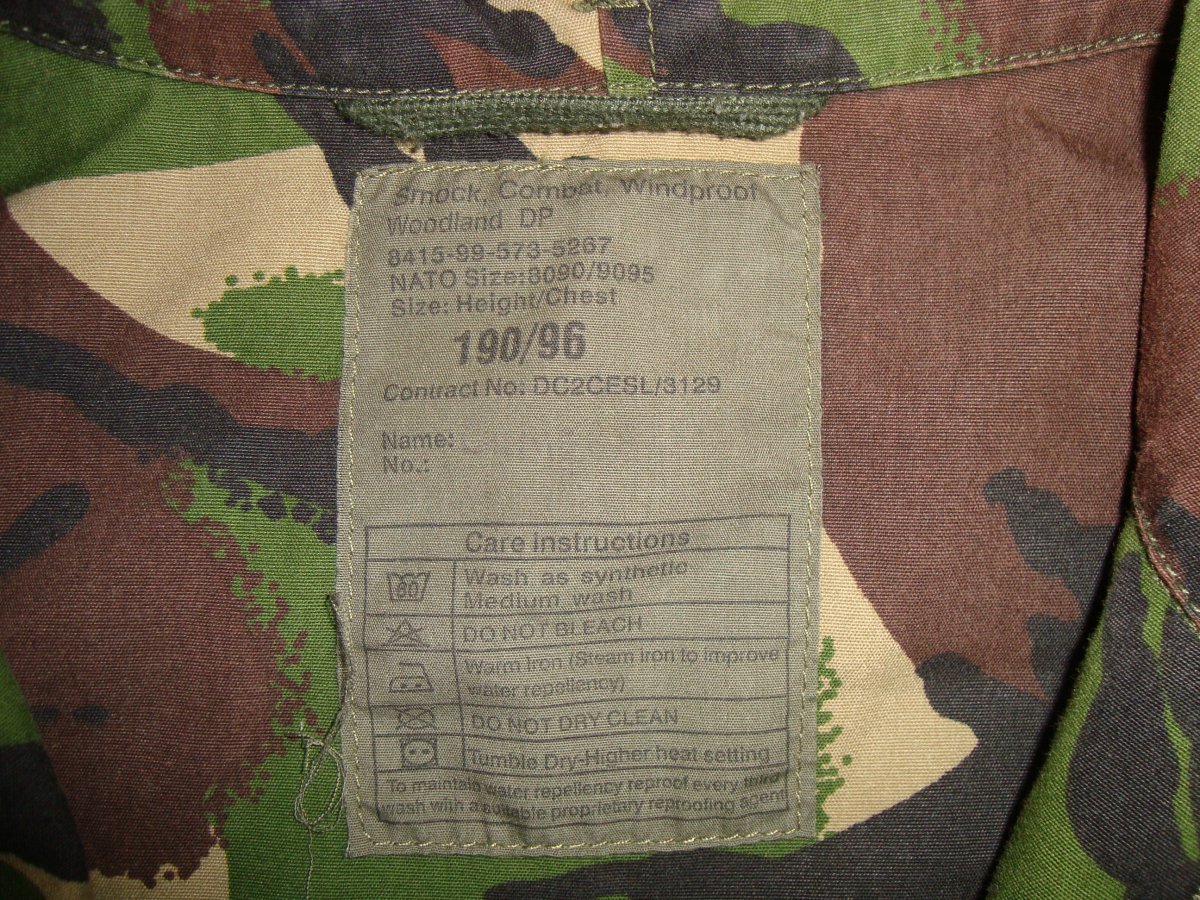 Smock, Combat, Windproof
Woodland DP
8415-99-573-5267
NATO Size:8090/9095
Size: Height/Chest
190/96
Contract No: DC2CESL/3129
Name:
No.:
Care instructions
Wash as synthetic
Medium wash
DO NOT BLEACH
Warm Iron (Steam iron to improve
water repellency)
DO NOT DRY CLEAN
Tumble Dry-Higher heat setting
To maintain water repellency reproof every third
wash with a suitable proprietary reproofing agent